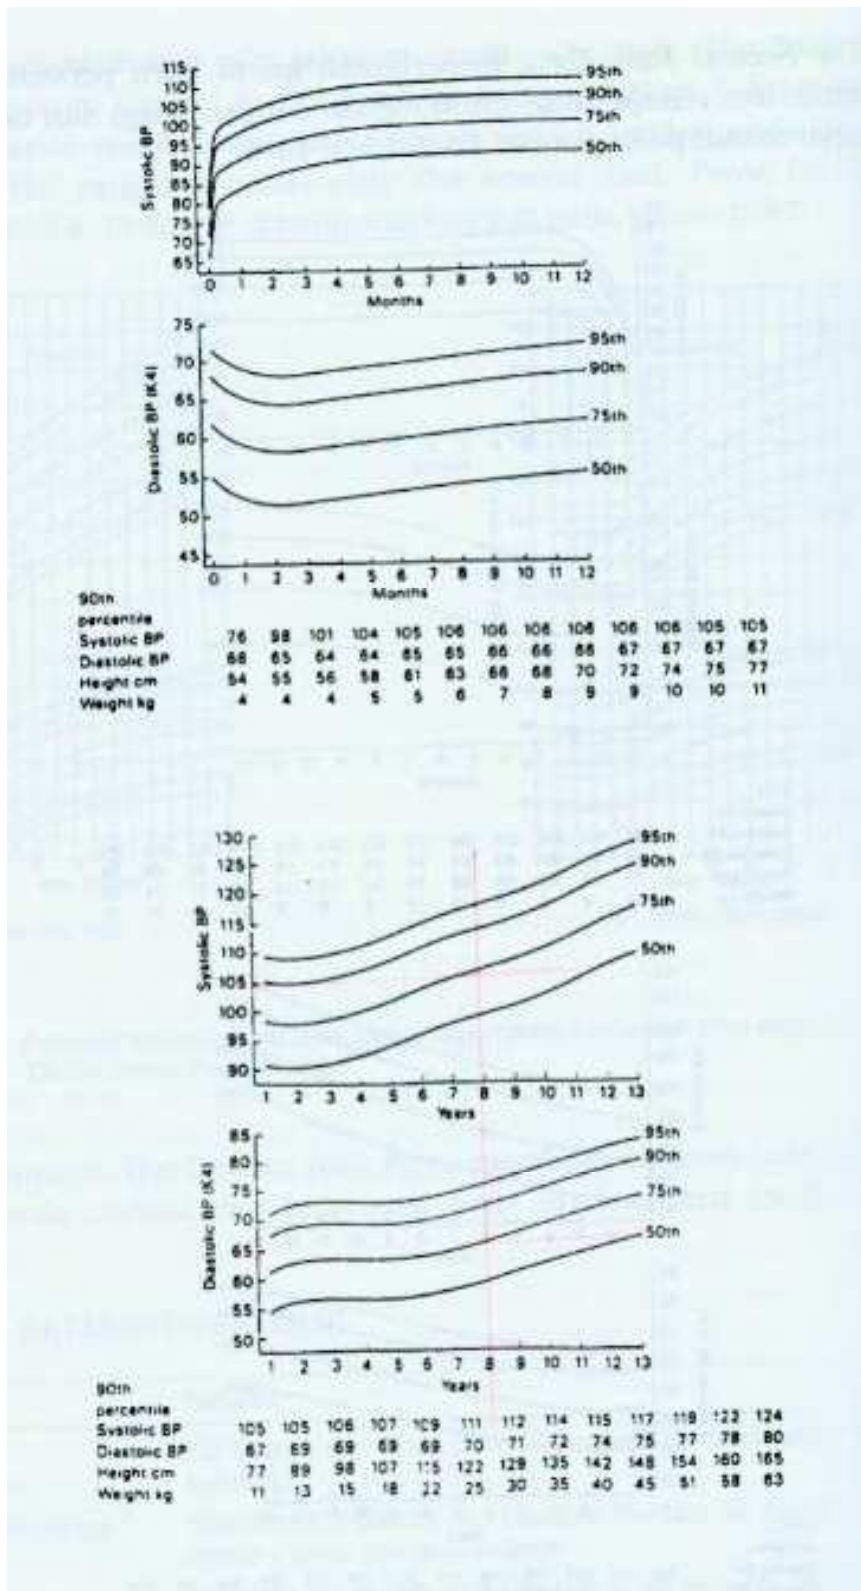 115
110
105
100
95
90
85
80
75
70
65
Systolic BP
95th
90th
75th
50th
0 1 2 3 4 5 6 7 8 9 10 11 12
Months
75
70
65
60
55
50
45
Diastolic BP (K4)
95th
90th
75th
50th
0 1 2 3 4 5 6 7 8 9 10 11 12
Months
90th
percentile
Systolic BP 76 98 101 104 105 106 106 106 106 106 106 105 105
Diastolic BP 68 65 64 64 65 65 66 66 66 67 67 67 67
Height cm 54 55 56 58 61 63 66 68 70 72 74 75 77
Weight kg 4 4 4 5 5 6 7 8 9 9 10 10 11
130
125
120
115
110
105
100
95
90
Systolic BP
95th
90th
75th
50th
1 2 3 4 5 6 7 8 9 10 11 12 13
Years
85
80
75
70
65
60
55
50
Diastolic BP (K4)
95th
90th
75th
50th
1 2 3 4 5 6 7 8 9 10 11 12 13
Years
90th
percentile
Systolic BP 105 105 106 107 109 111 112 114 115 117 119 122 124
Diastolic BP 67 69 69 69 69 70 71 72 74 75 77 78 80
Height cm 77 89 98 107 115 122 129 135 142 148 154 160 165
Weight kg 11 13 15 18 22 25 30 35 40 45 51 58 63